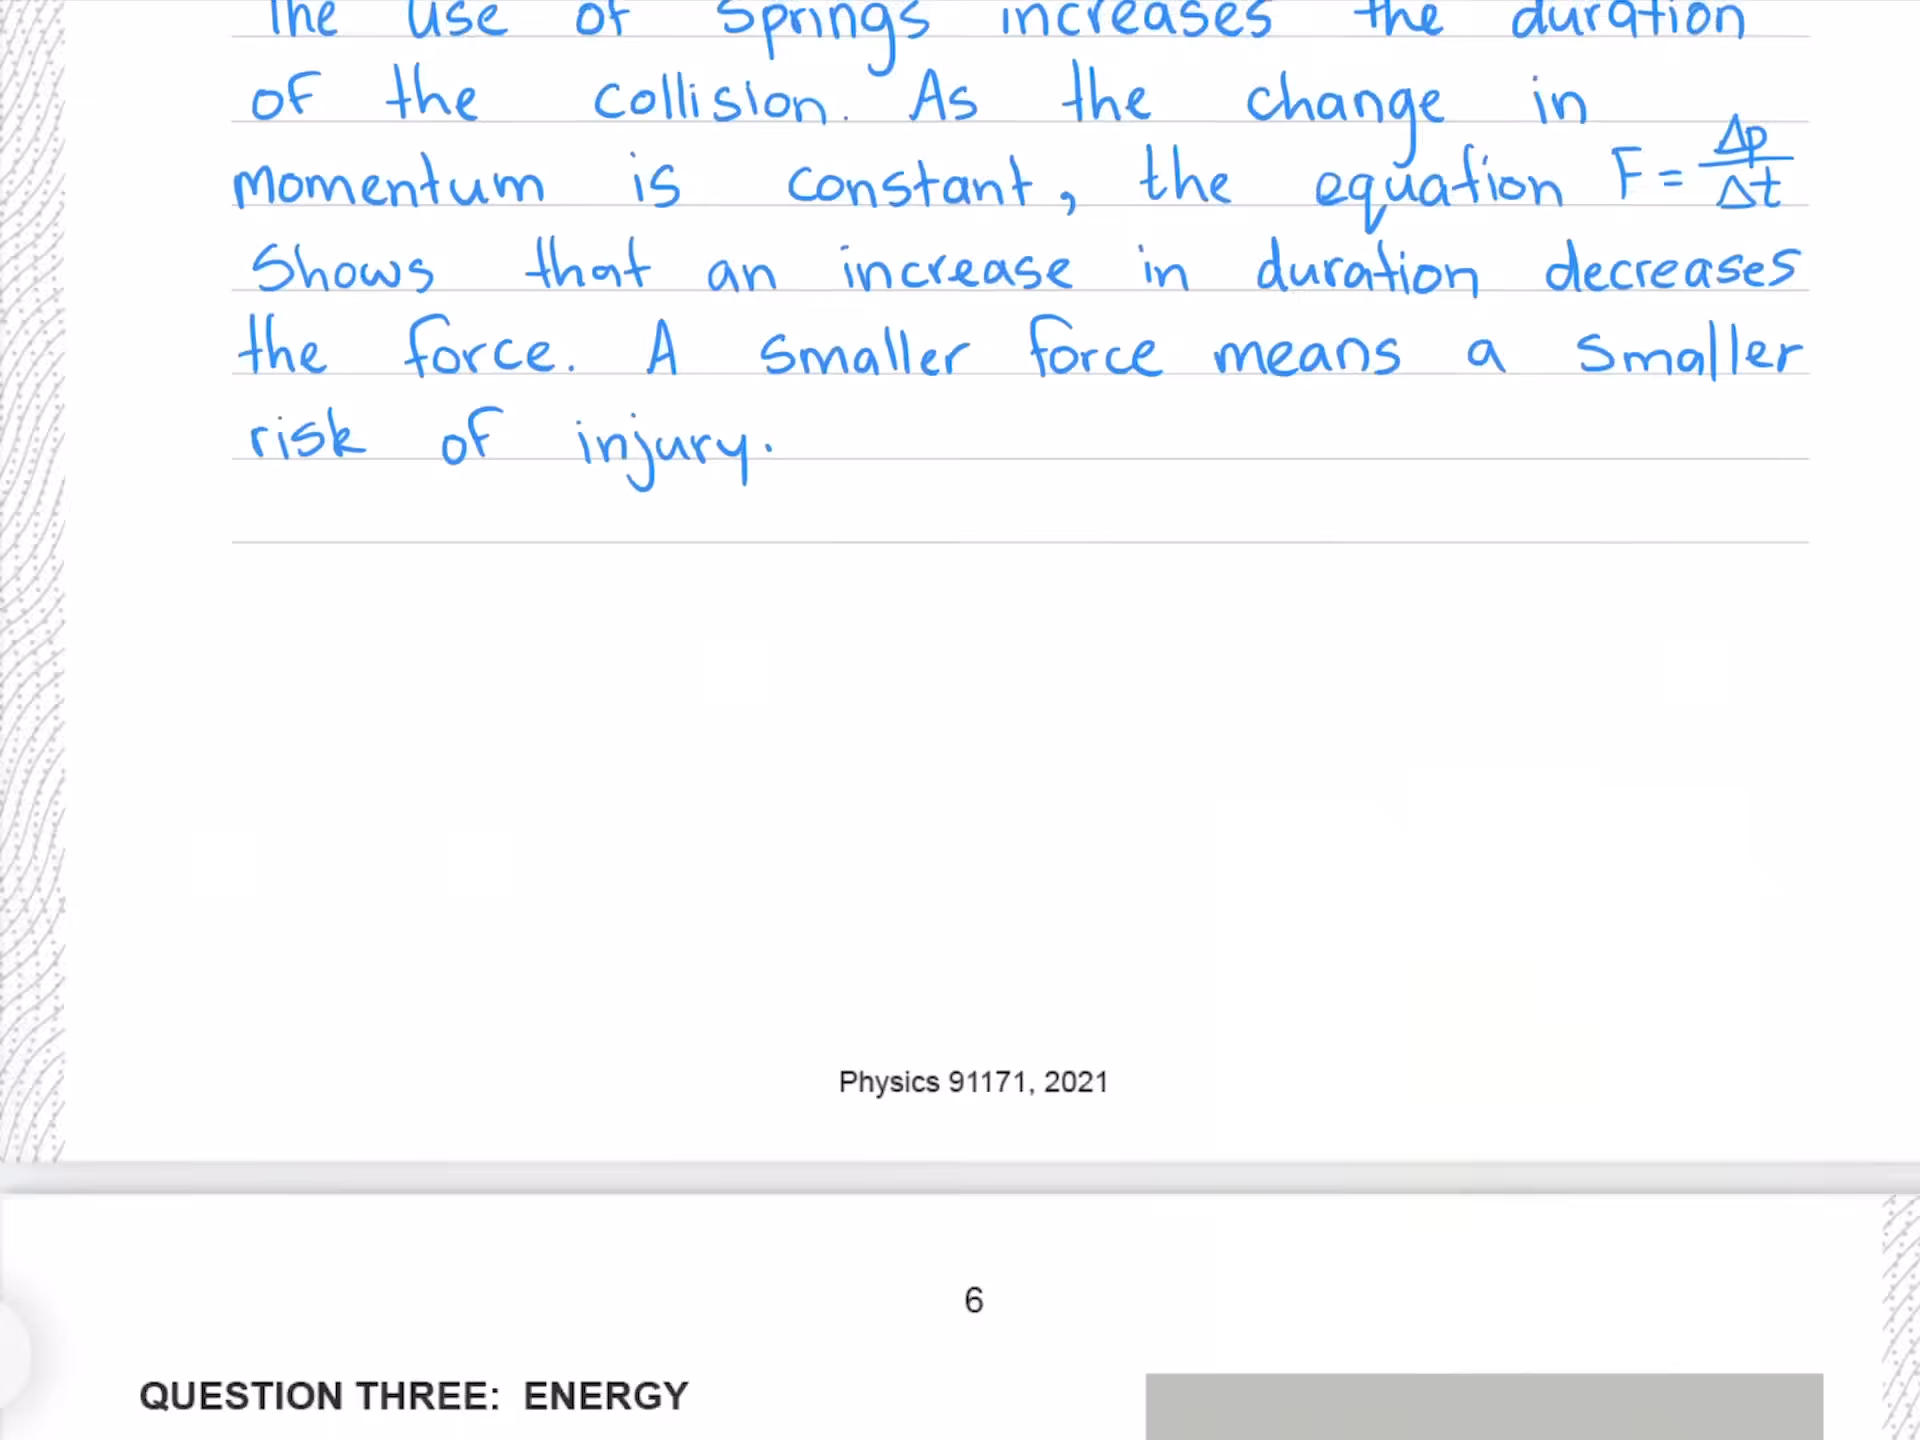 The use of springs increases the duration
of the collision. As the change in
momentum is constant, the equation F = Δp/Δt
shows that an increase in duration decreases
the force. A smaller force means a smaller
risk of injury.
Physics 91171, 2021
6
QUESTION THREE: ENERGY